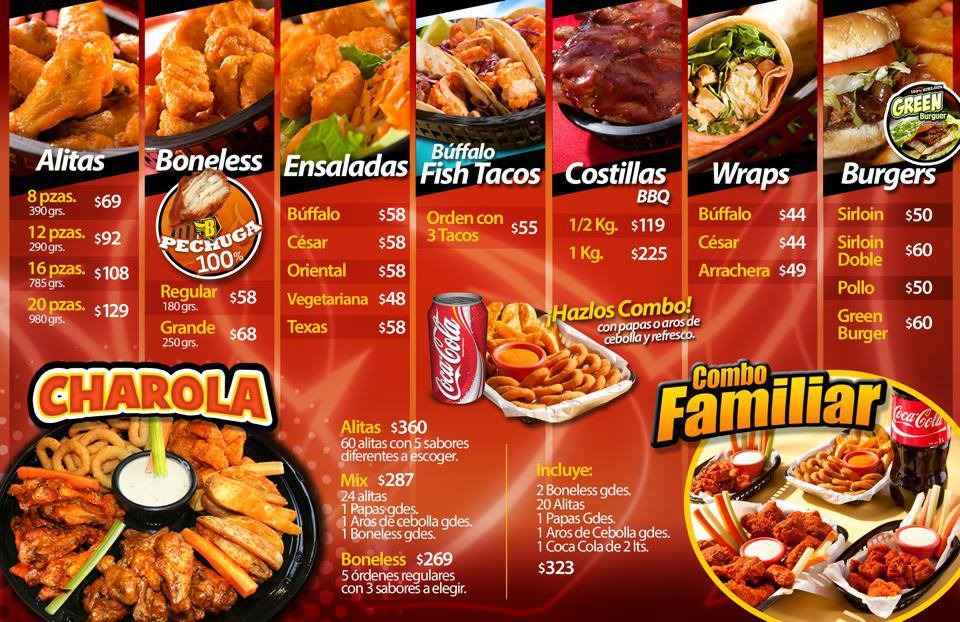 Alitas
8 pzas. $69
390 grs.
12 pzas. $92
290 grs.
16 pzas. $108
785 grs.
20 pzas. $129
980 grs.
Boneless
B
PECHUGA
100%
Regular $58
180 grs.
Grande $68
250 grs.
Ensaladas
Búffalo $58
César $58
Oriental $58
Vegetariana $48
Texas $58
Búffalo
Fish Tacos
Orden con
3 Tacos $55
Costillas
BBQ
1/2 Kg. $119
1 Kg. $225
Wraps
Búffalo $44
César $44
Arrachera $49
GREEN
Burguer
Burgers
Sirloin $50
Sirloin
Doble $60
Pollo $50
Green
Burger $60
Coca-Cola
¡Hazlos Combo!
con papas o aros de
cebolla y refresco.
CHAROLA
Alitas $360
60 alitas con 5 sabores
diferentes a escoger.
Mix $287
24 alitas
1 Papas gdes.
1 Aros de cebolla gdes.
1 Boneless gdes.
Boneless $269
5 órdenes regulares
con 3 sabores a elegir.
Combo
Familiar
Coca-Cola
Incluye:
2 Boneless gdes.
20 Alitas
1 Papas Gdes.
1 Aros de Cebolla gdes.
1 Coca Cola de 2 lts.
$323